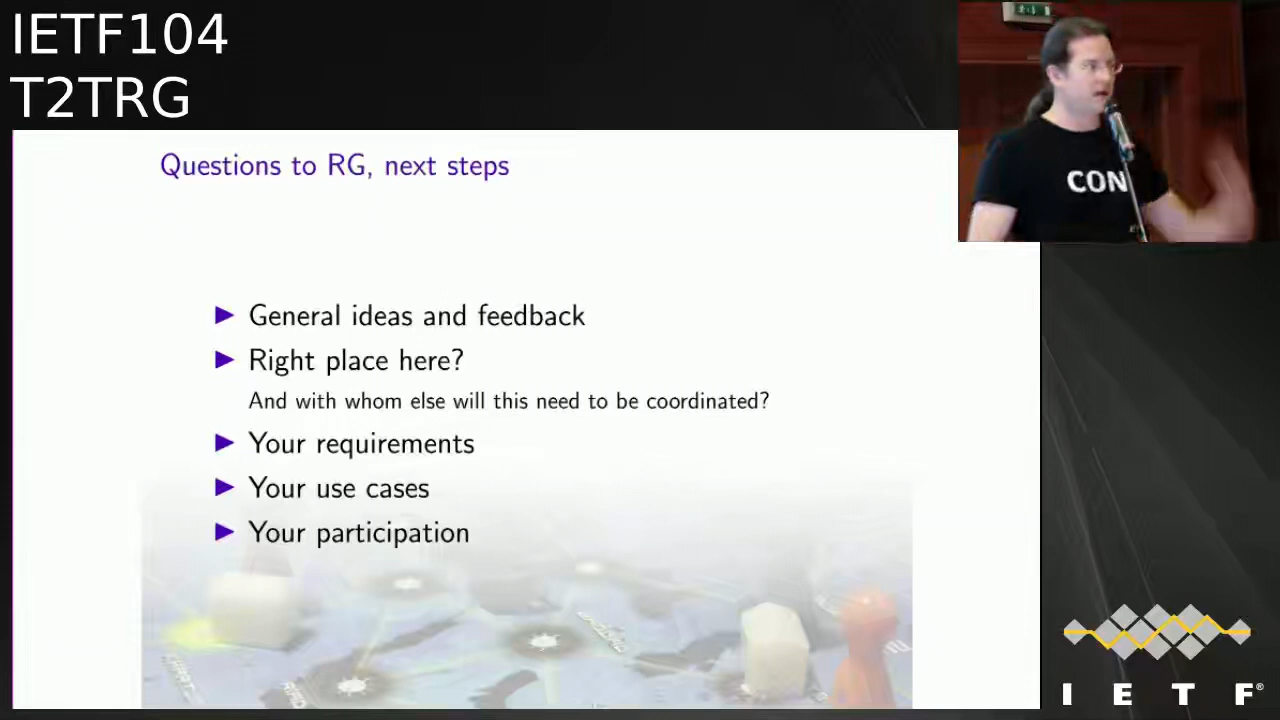 IETF104
T2TRG
CON
Questions to RG, next steps
General ideas and feedback
Right place here?
And with whom else will this need to be coordinated?
Your requirements
Your use cases
Your participation
I E T F®